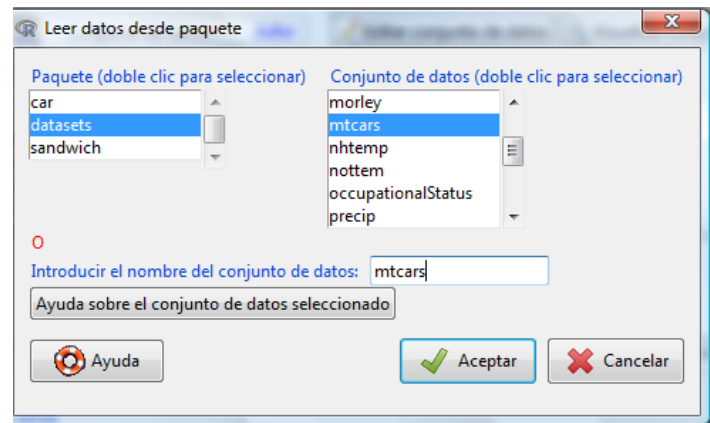 Leer datos desde paquete
Paquete (doble clic para seleccionar) Conjunto de datos (doble clic para seleccionar)
car morley
datasets mtcars
sandwich nhtemp
nottem
occupationalStatus
precip
O
Introducir el nombre del conjunto de datos: mtcars
Ayuda sobre el conjunto de datos seleccionado
Ayuda Aceptar Cancelar